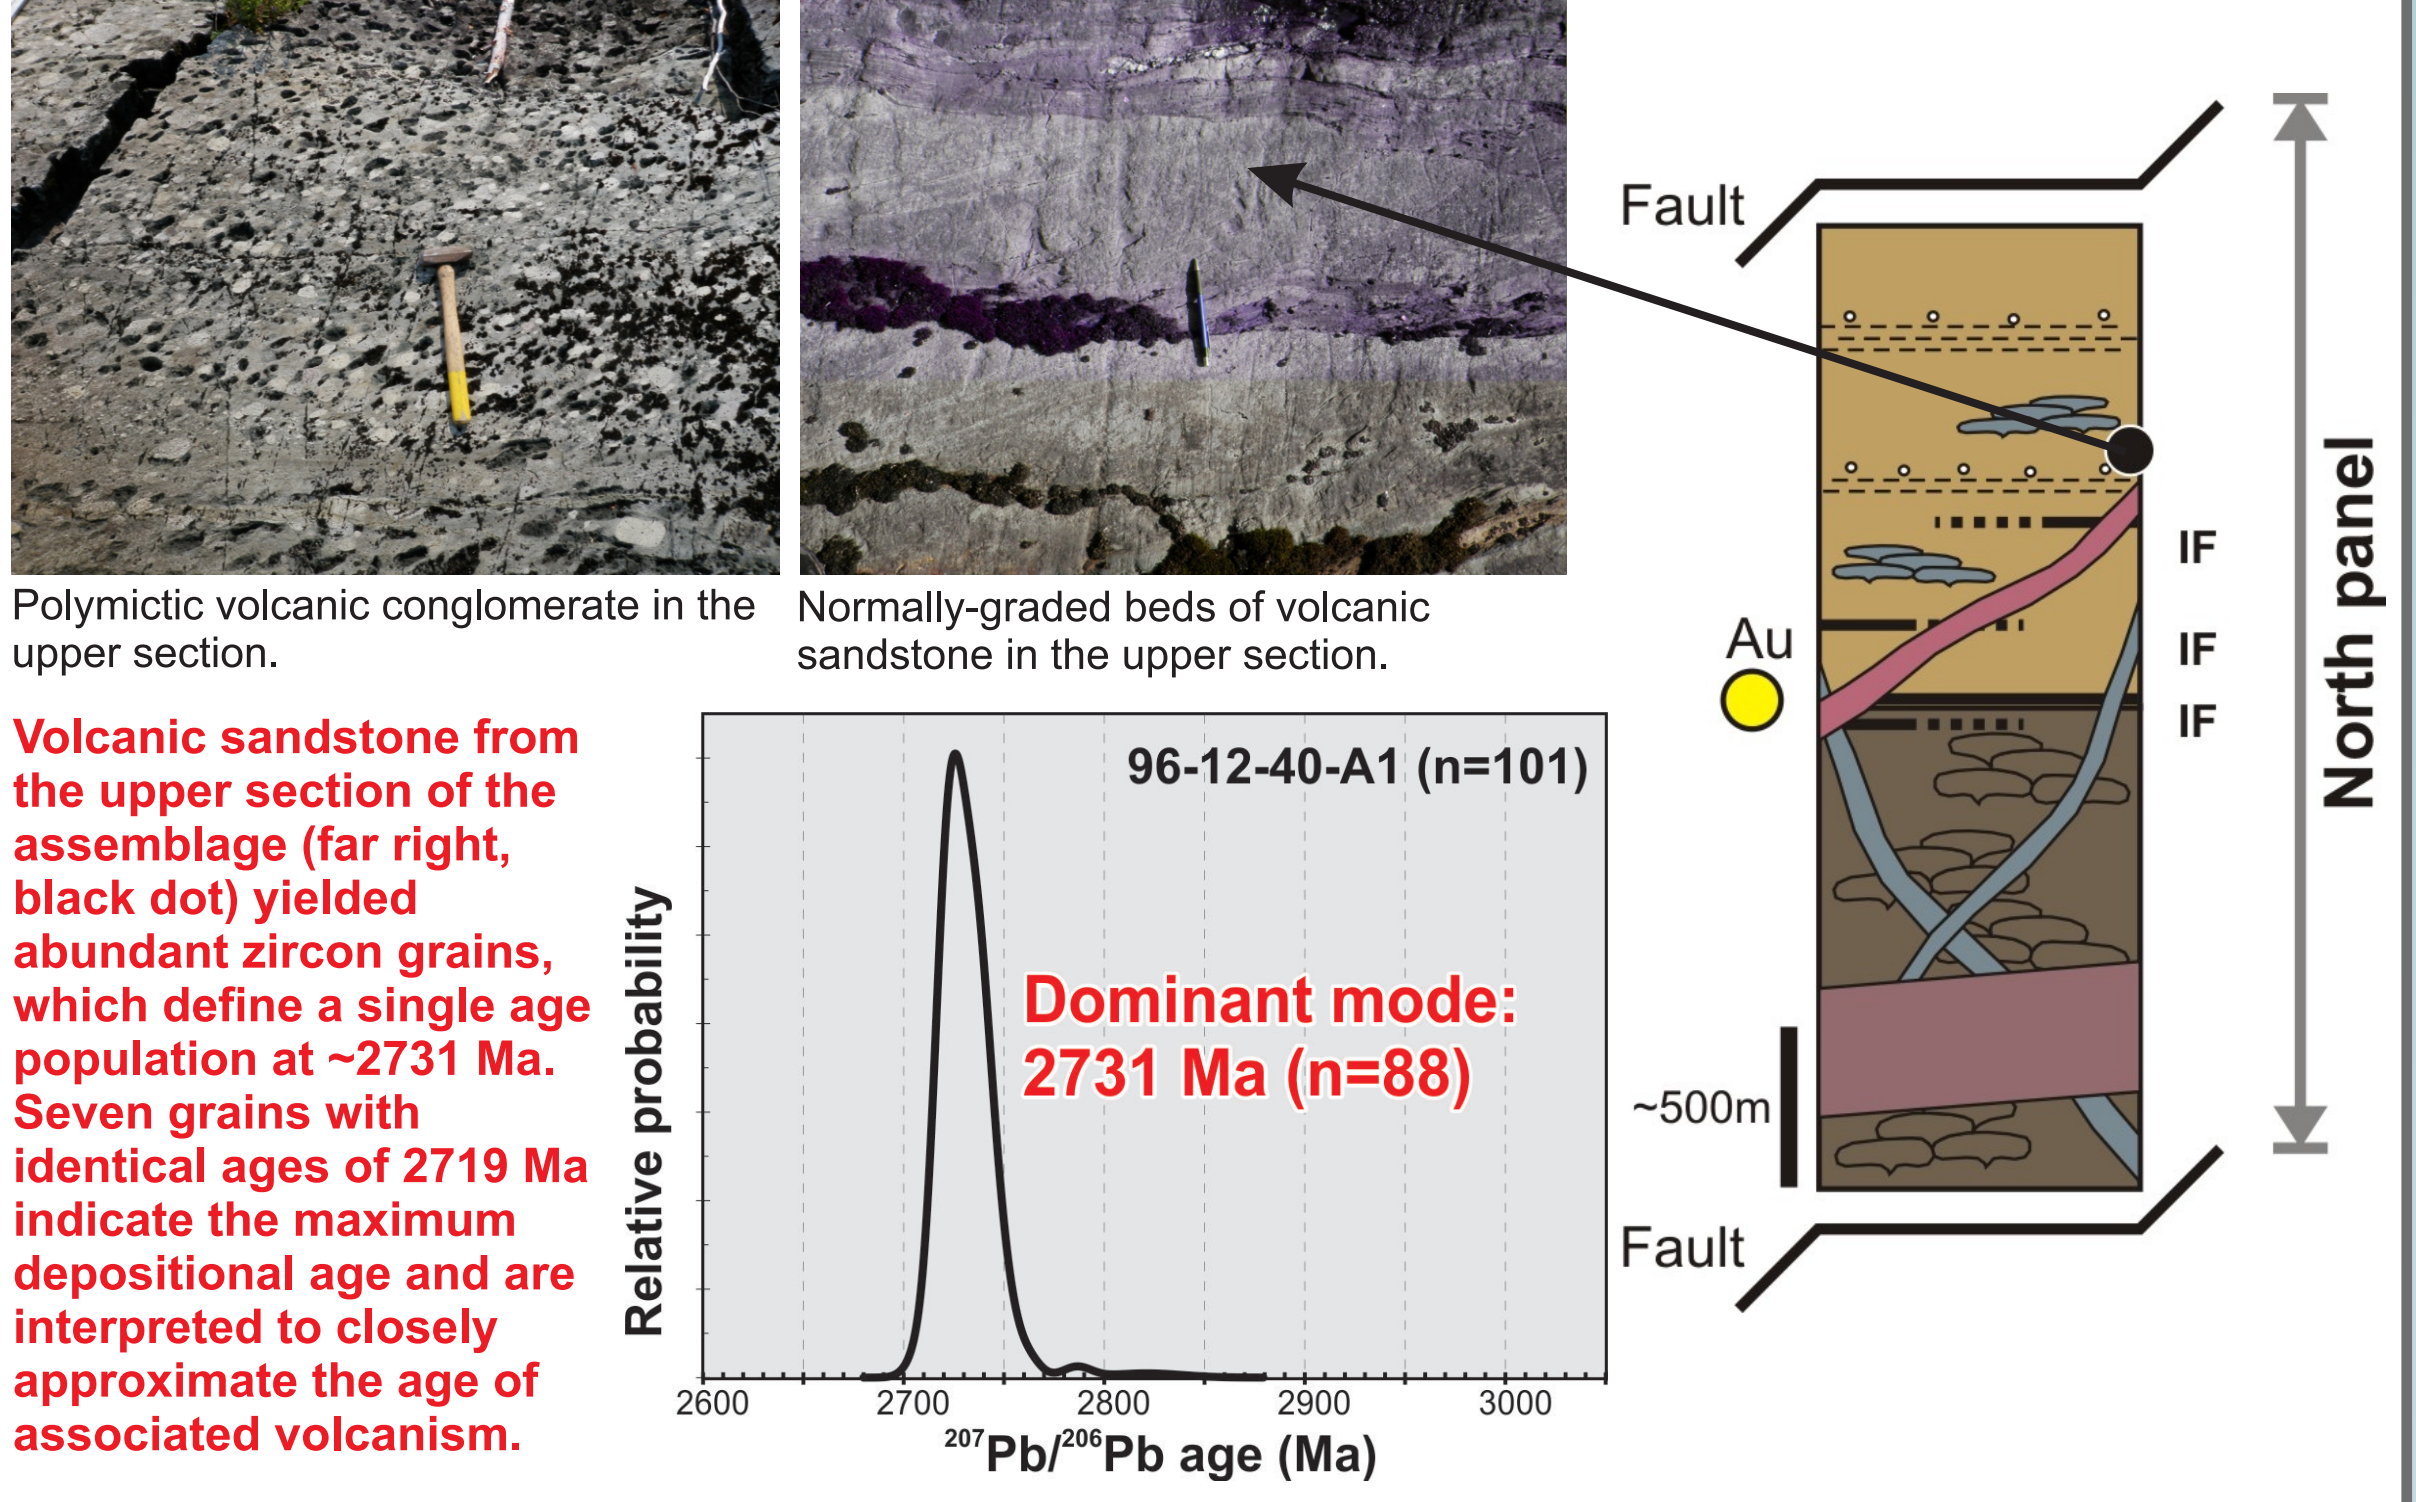 Polymictic volcanic conglomerate in the
upper section.
Normally-graded beds of volcanic
sandstone in the upper section.
Volcanic sandstone from
the upper section of the
assemblage (far right,
black dot) yielded
abundant zircon grains,
which define a single age
population at ~2731 Ma.
Seven grains with
identical ages of 2719 Ma
indicate the maximum
depositional age and are
interpreted to closely
approximate the age of
associated volcanism.
96-12-40-A1 (n=101)
Dominant mode:
2731 Ma (n=88)
Relative probability
2600 2700 2800 2900 3000
²⁰⁷Pb/²⁰⁶Pb age (Ma)
Fault
IF
Au
IF
IF
~500m
Fault
North panel